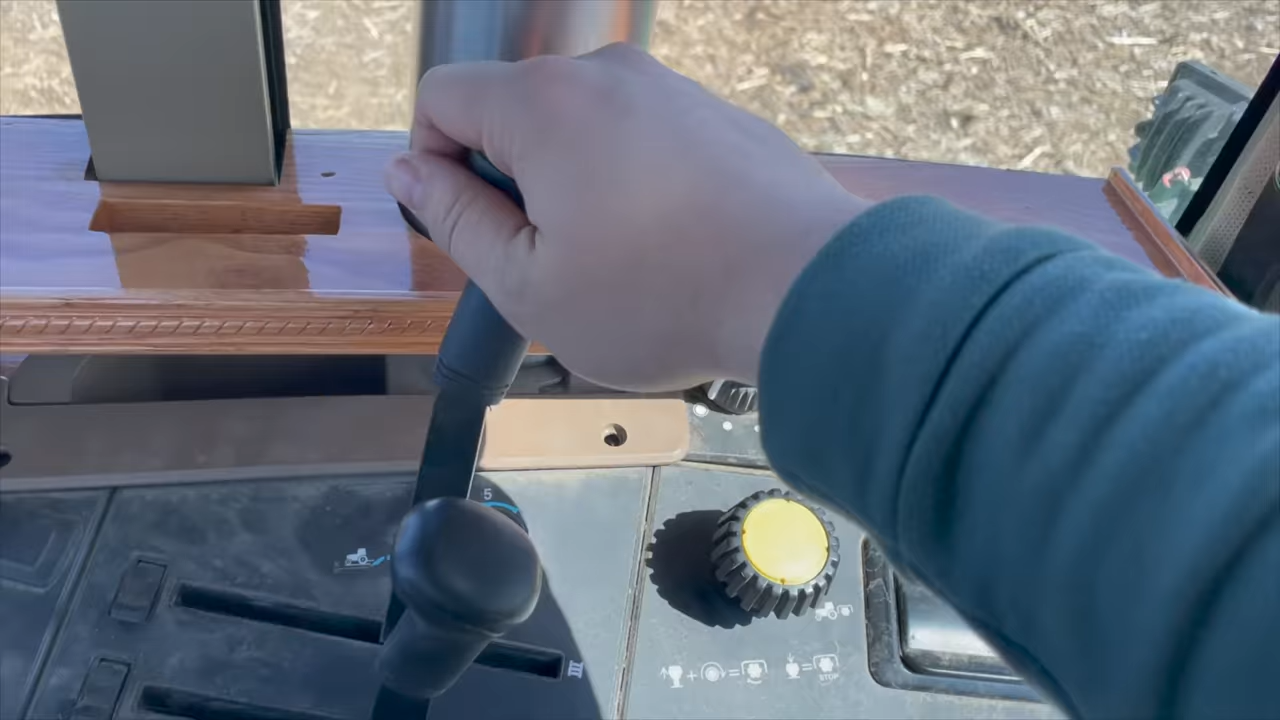 5
III
+ = =
STOP